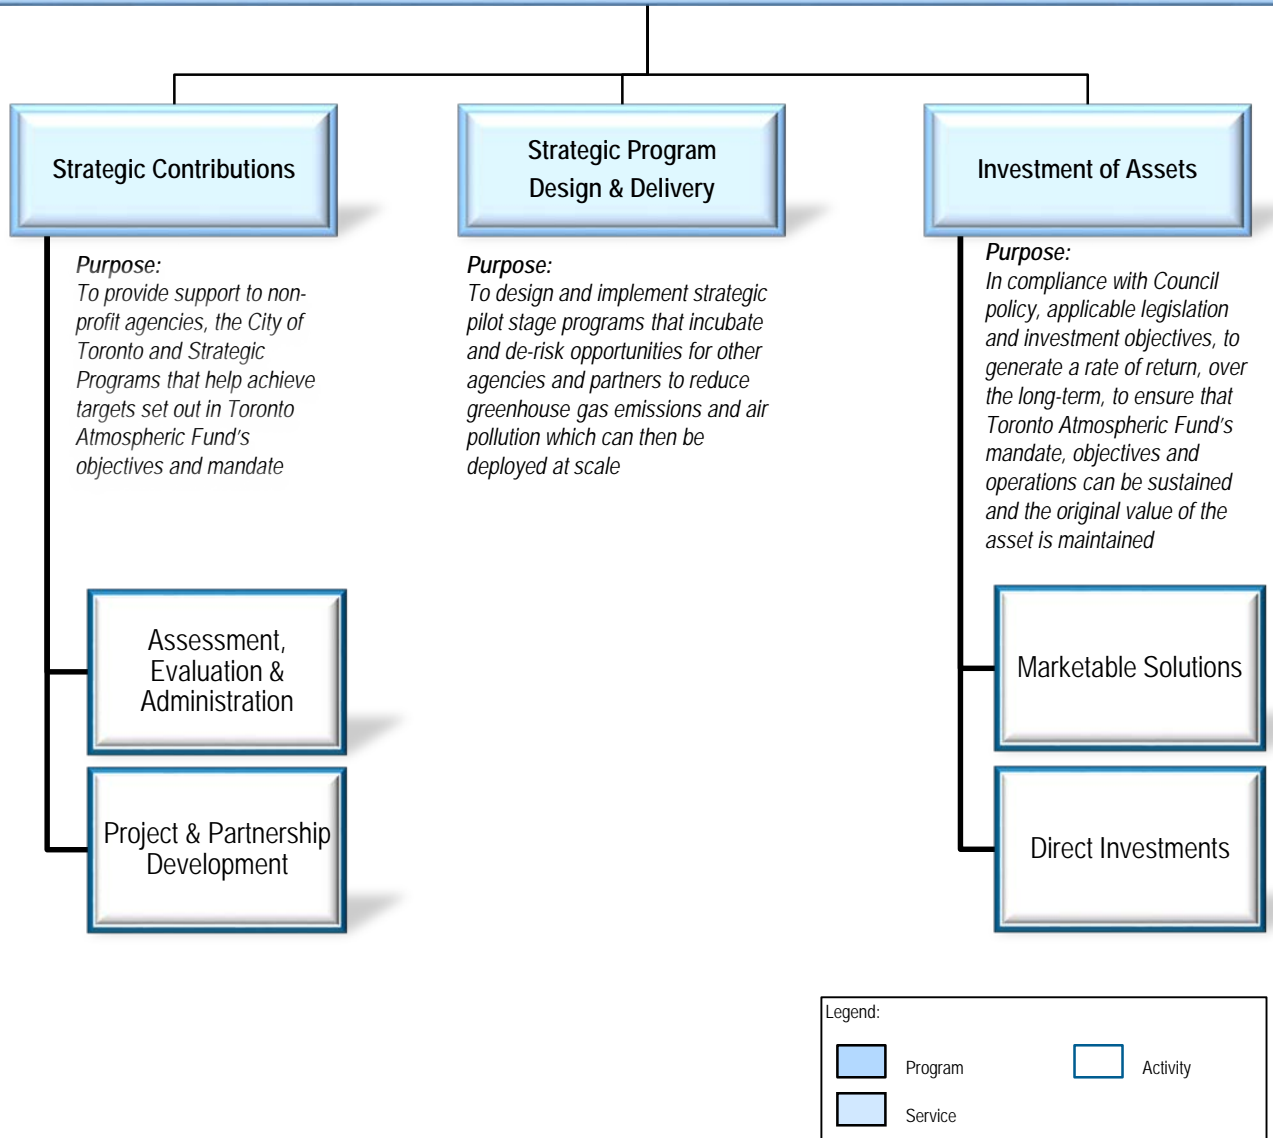 Strategic Contributions
Purpose:
To provide support to non-
profit agencies, the City of
Toronto and Strategic
Programs that help achieve
targets set out in Toronto
Atmospheric Fund's
objectives and mandate
Assessment,
Evaluation &
Administration
Project & Partnership
Development
Strategic Program
Design & Delivery
Purpose:
To design and implement strategic
pilot stage programs that incubate
and de-risk opportunities for other
agencies and partners to reduce
greenhouse gas emissions and air
pollution which can then be
deployed at scale
Investment of Assets
Purpose:
In compliance with Council
policy, applicable legislation
and investment objectives, to
generate a rate of return, over
the long-term, to ensure that
Toronto Atmospheric Fund's
mandate, objectives and
operations can be sustained
and the original value of the
asset is maintained
Marketable Solutions
Direct Investments
Legend:
Program
Activity
Service